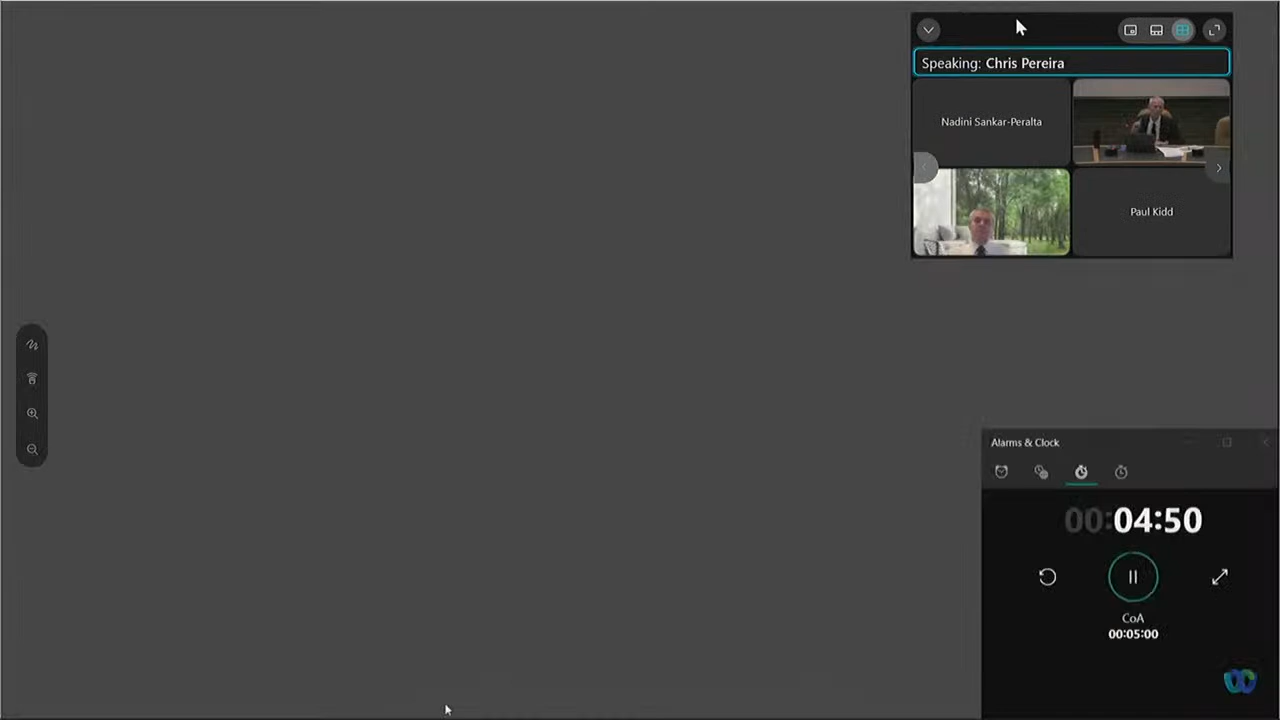 Speaking: Chris Pereira
Nadini Sankar-Peralta
Paul Kidd
Alarms & Clock
00:04:50
CoA
00:05:00